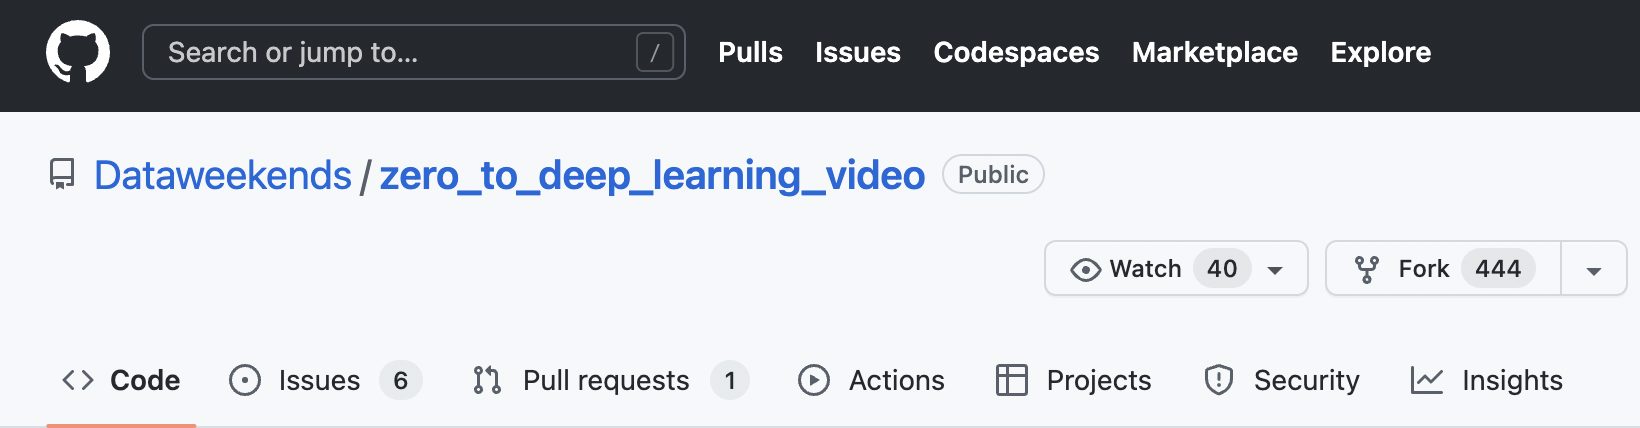 Search or jump to... / Pulls Issues Codespaces Marketplace Explore
Dataweekends / zero_to_deep_learning_video Public
Watch 40 Fork 444
Code Issues 6 Pull requests 1 Actions Projects Security Insights